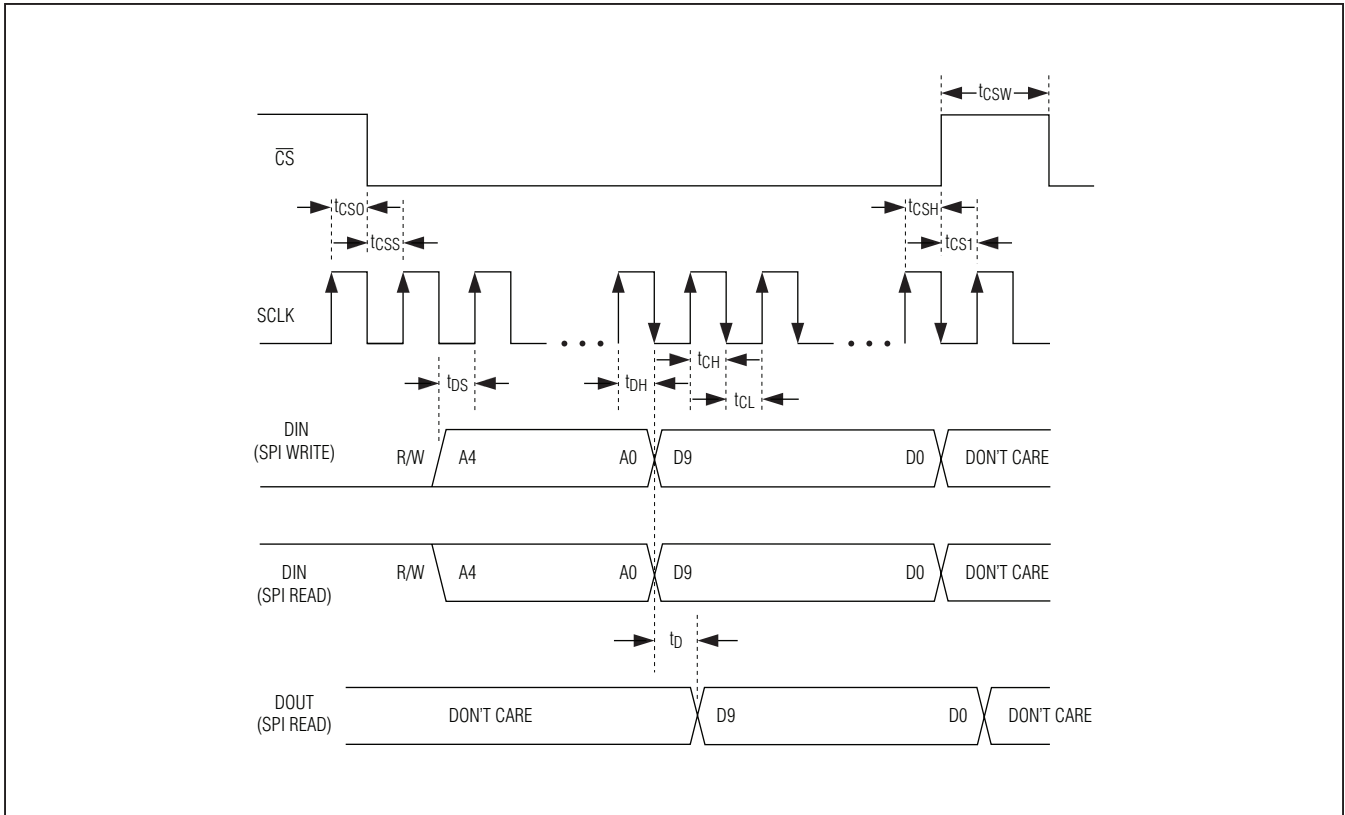 tCSW
CS
tCSO tCSH
tCSS tCS1
SCLK
tCH
tDS tDH
tCL
DIN
(SPI WRITE) R/W A4 A0 D9 D0 DON'T CARE
DIN
(SPI READ) R/W A4 A0 D9 D0 DON'T CARE
tD
DOUT
(SPI READ) DON'T CARE D9 D0 DON'T CARE